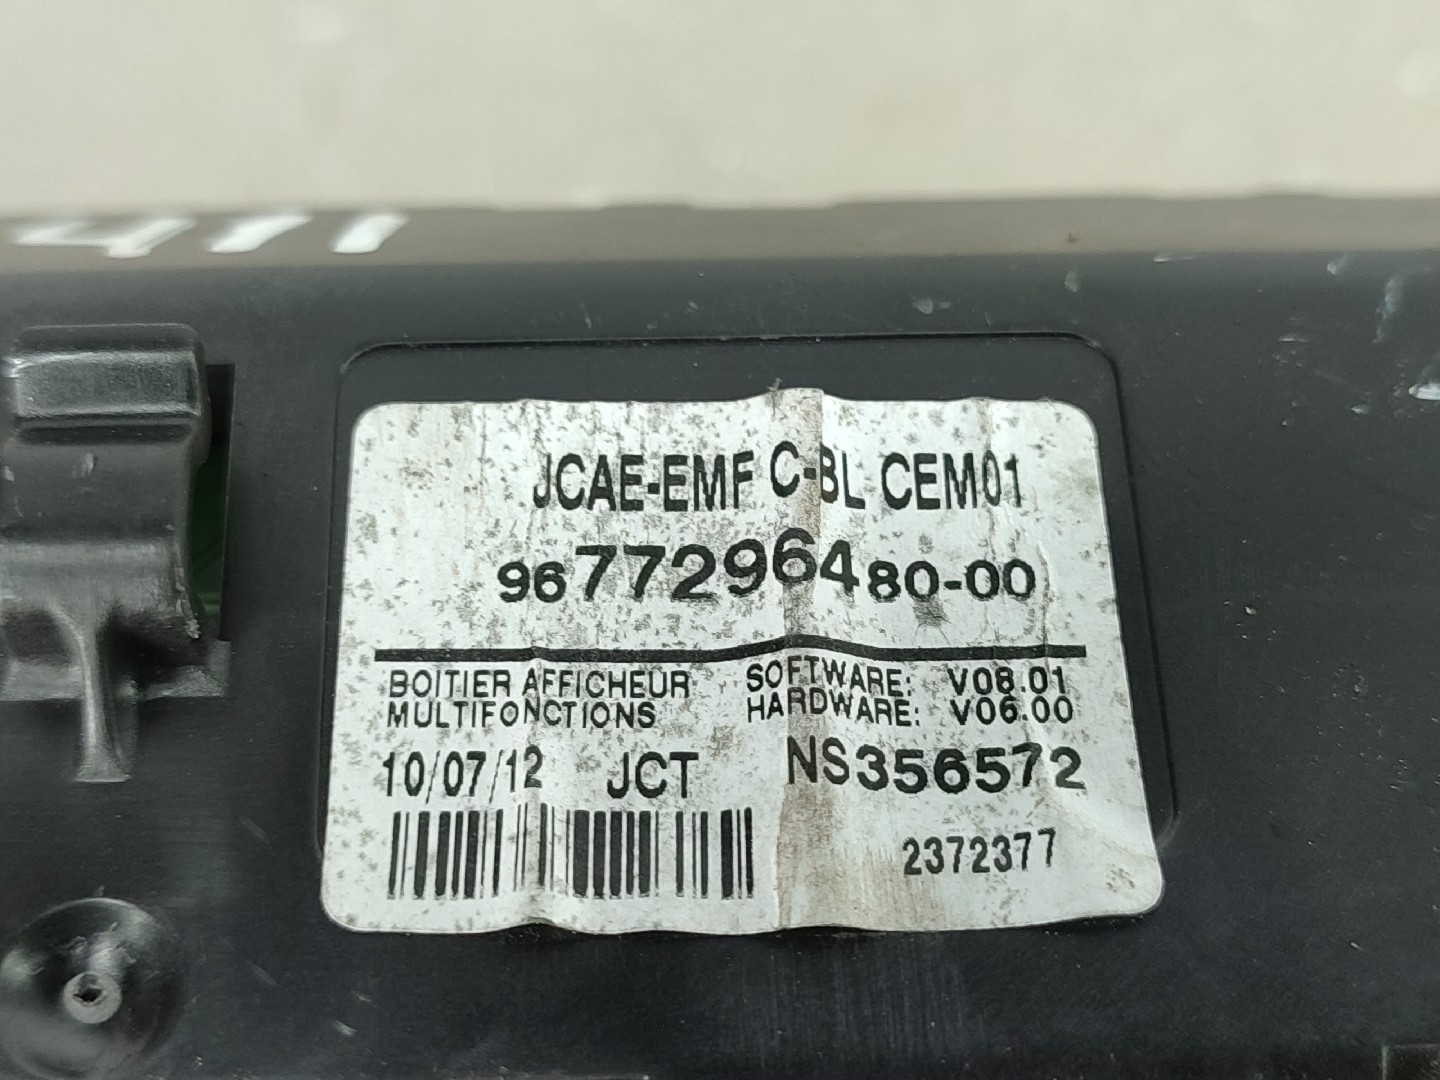 411
JCAE-EMF C-BL CEM01
9677296480-00
BOITIER AFFICHEUR
MULTIFONCTIONS
SOFTWARE: V08.01
HARDWARE: V06.00
10/07/12 JCT NS356572
2372377